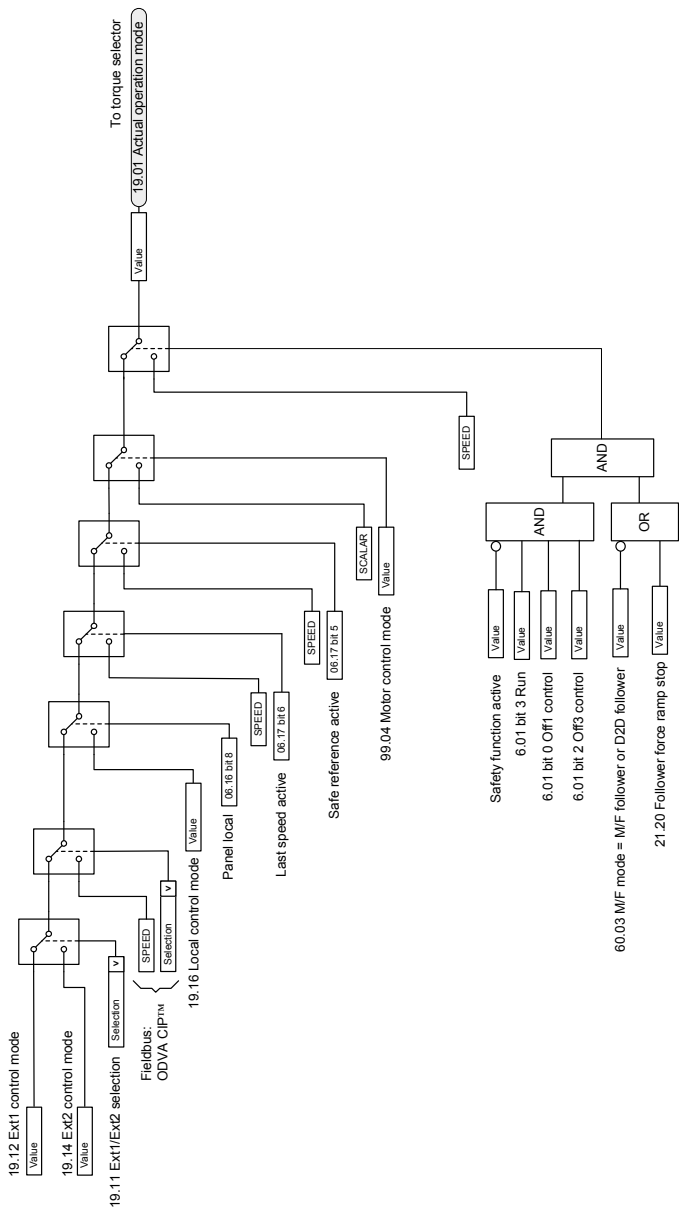 19.12 Ext1 control mode
Value
19.14 Ext2 control mode
Value
19.11 Ext1/Ext2 selection
Selection
v
Fieldbus:
ODVA CIP™
SPEED
Selection
v
19.16 Local control mode
Value
Panel local
06.16 bit 8
SPEED
Last speed active
06.17 bit 6
SPEED
Safe reference active
06.17 bit 5
SCALAR
99.04 Motor control mode
Value
SPEED
Safety function active
Value
6.01 bit 3 Run
Value
6.01 bit 0 Off1 control
Value
6.01 bit 2 Off3 control
Value
AND
60.03 M/F mode = M/F follower or D2D follower
Value
21.20 Follower force ramp stop
Value
OR
AND
Value
To torque selector
19.01 Actual operation mode